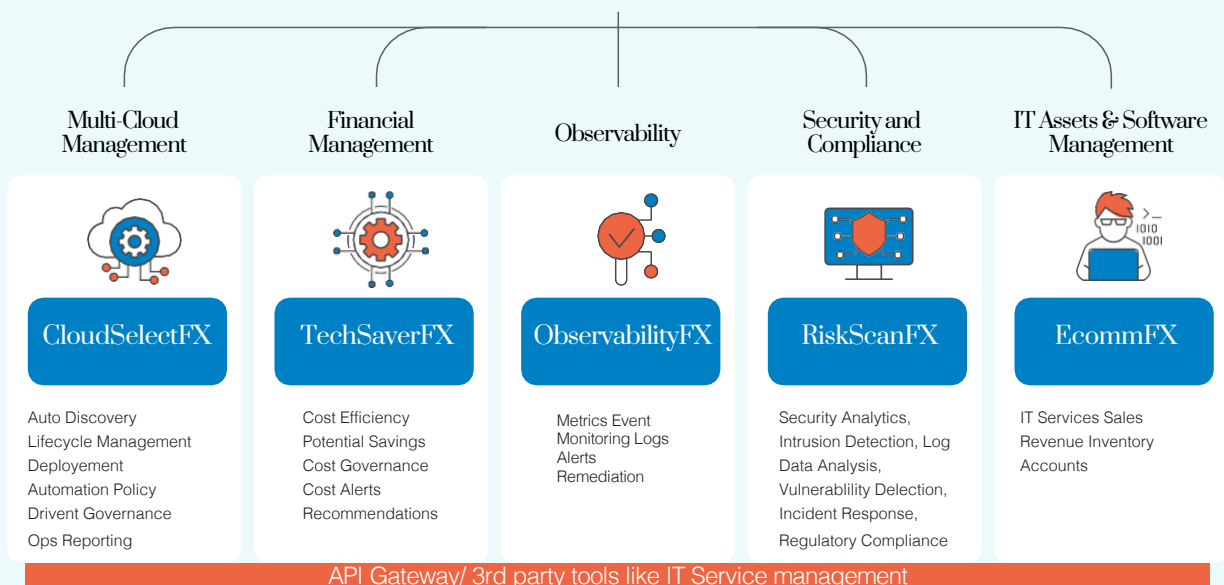 Multi-Cloud
Management
Financial
Management
Observability
Security and
Compliance
IT Assets & Software
Management
>_
1010
1001
CloudSelectFX
TechSaverFX
ObservabilityFX
RiskScanFX
EcommFX
Auto Discovery
Lifecycle Management
Deployement
Automation Policy
Drivent Governance
Ops Reporting
Cost Efficiency
Potential Savings
Cost Governance
Cost Alerts
Recommendations
Metrics Event
Monitoring Logs
Alerts
Remediation
Security Analytics,
Intrusion Detection, Log
Data Analysis,
Vulnerablility Delection,
Incident Response,
Regulatory Compliance
IT Services Sales
Revenue Inventory
Accounts
API Gateway/ 3rd party tools like IT Service management